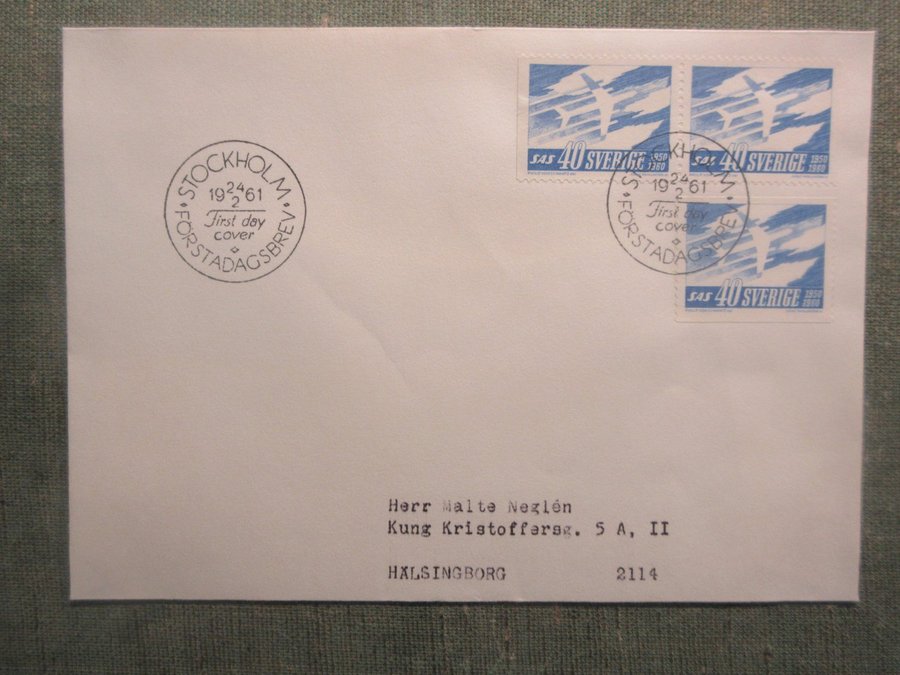 STOCKHOLM
19 24/2 61
First day
cover
FÖRSTADAGSBREV
SAS 40 SVERIGE 1950 1960
SAS 40 SVERIGE 1950 1960
STOCKHOLM
19 24/2 61
First day
cover
FÖRSTADAGSBREV
SAS 40 SVERIGE 1950 1960
Herr Malte Neglén
Kung Kristoffersg. 5 A, II
HÄLSINGBORG 2114